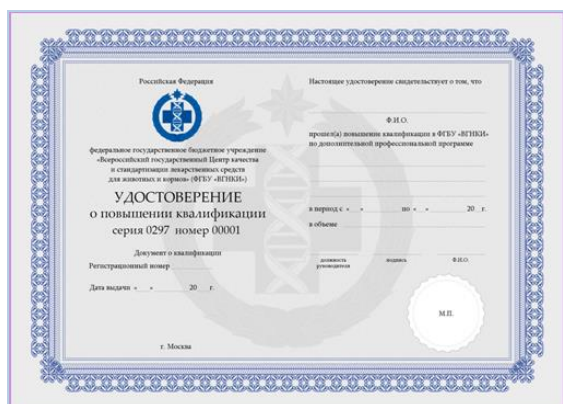 Российская Федерация
федеральное государственное бюджетное учреждение
«Всероссийский государственный Центр качества
и стандартизации лекарственных средств
для животных и кормов» (ФГБУ «ВГНКИ»)
УДОСТОВЕРЕНИЕ
о повышении квалификации
серия 0297 номер 00001
Документ о квалификации
Регистрационный номер
Дата выдачи « » 20 г.
г. Москва
Настоящее удостоверение свидетельствует о том, что
Ф.И.О.
прошел(а) повышение квалификации в ФГБУ «ВГНКИ»
по дополнительной профессиональной программе
в период с « » по « » 20 г.
в объеме
должность руководителя подпись Ф.И.О.
М.П.